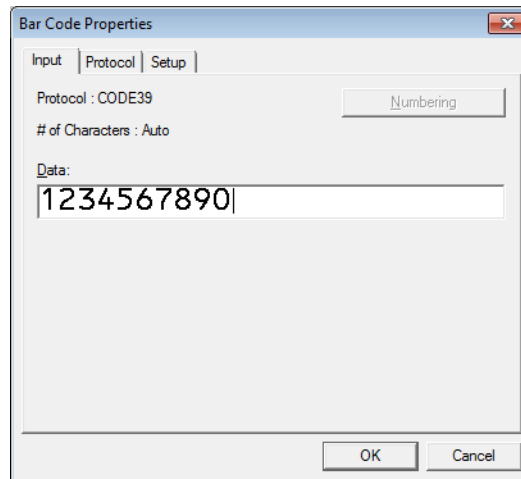 Bar Code Properties
Input Protocol Setup
Protocol : CODE39 Numbering
# of Characters : Auto
Data:
1234567890
OK Cancel